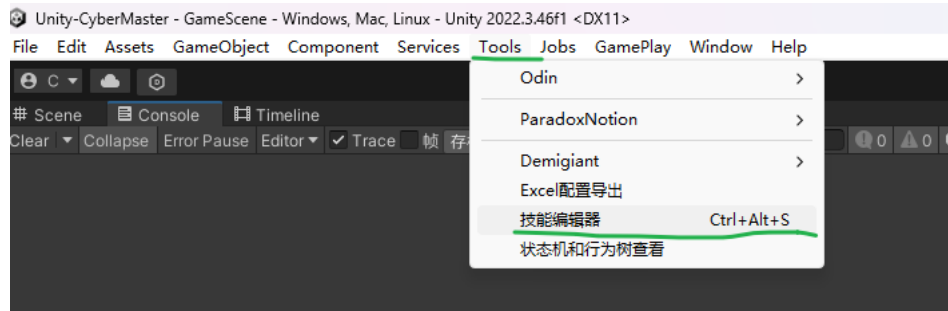 Unity-CyberMaster - GameScene - Windows, Mac, Linux - Unity 2022.3.46f1 <DX11>
File Edit Assets GameObject Component Services Tools Jobs GamePlay Window Help
C
Odin
# Scene Console Timeline
Clear Collapse Error Pause Editor Trace 帧 0 0
ParadoxNotion
Demigiant
Excel配置导出
技能编辑器 Ctrl+Alt+S
状态机和行为树查看